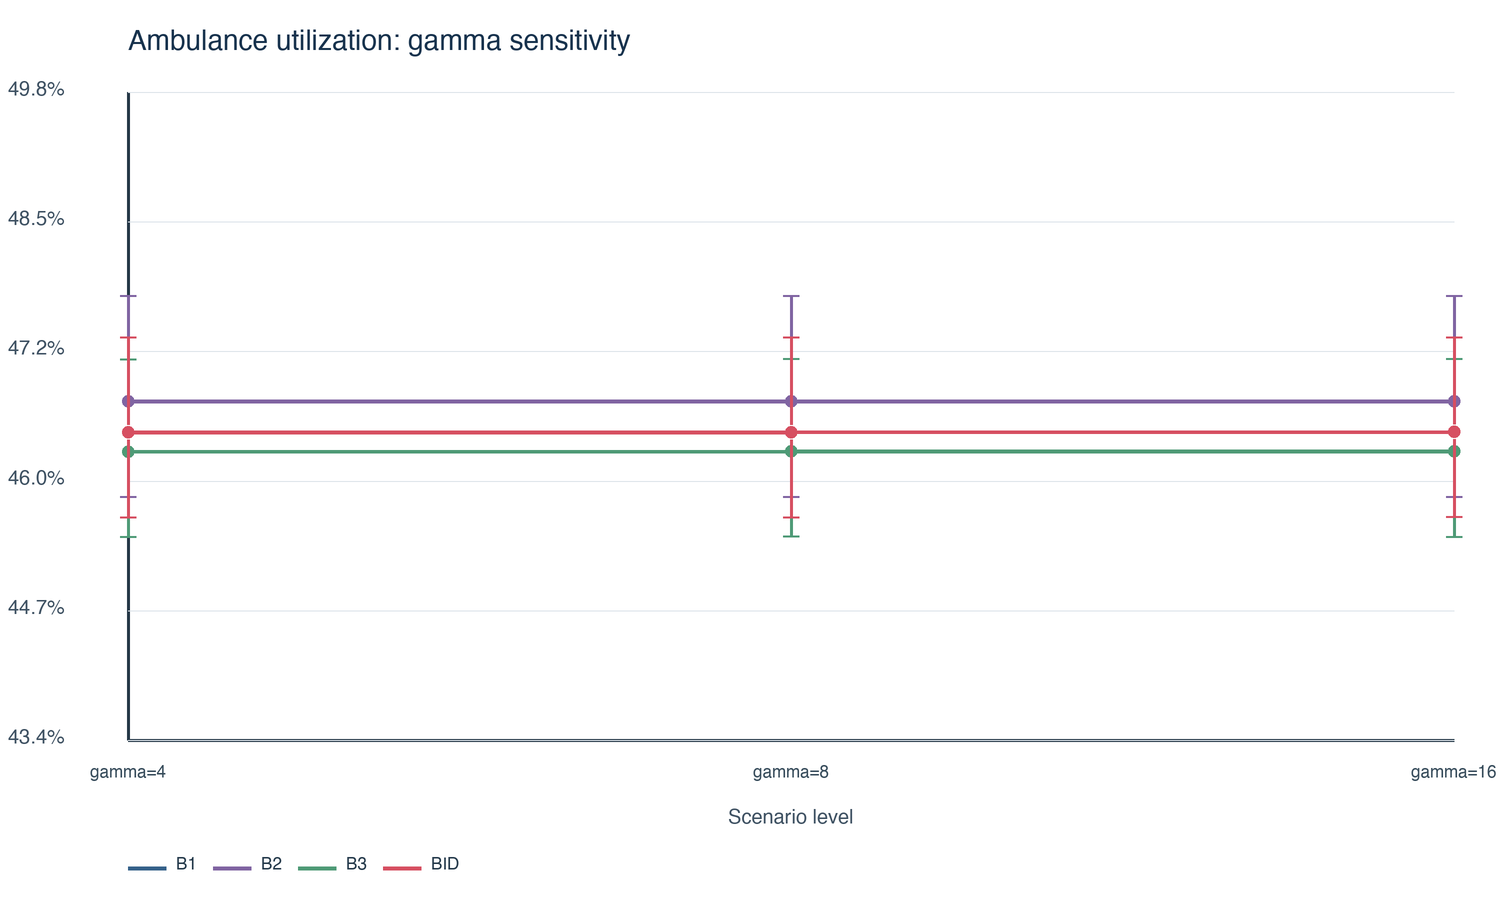 Ambulance utilization: gamma sensitivity
49.8%
48.5%
47.2%
46.0%
44.7%
43.4%
gamma=4 gamma=8 gamma=16
Scenario level
B1 B2 B3 BID